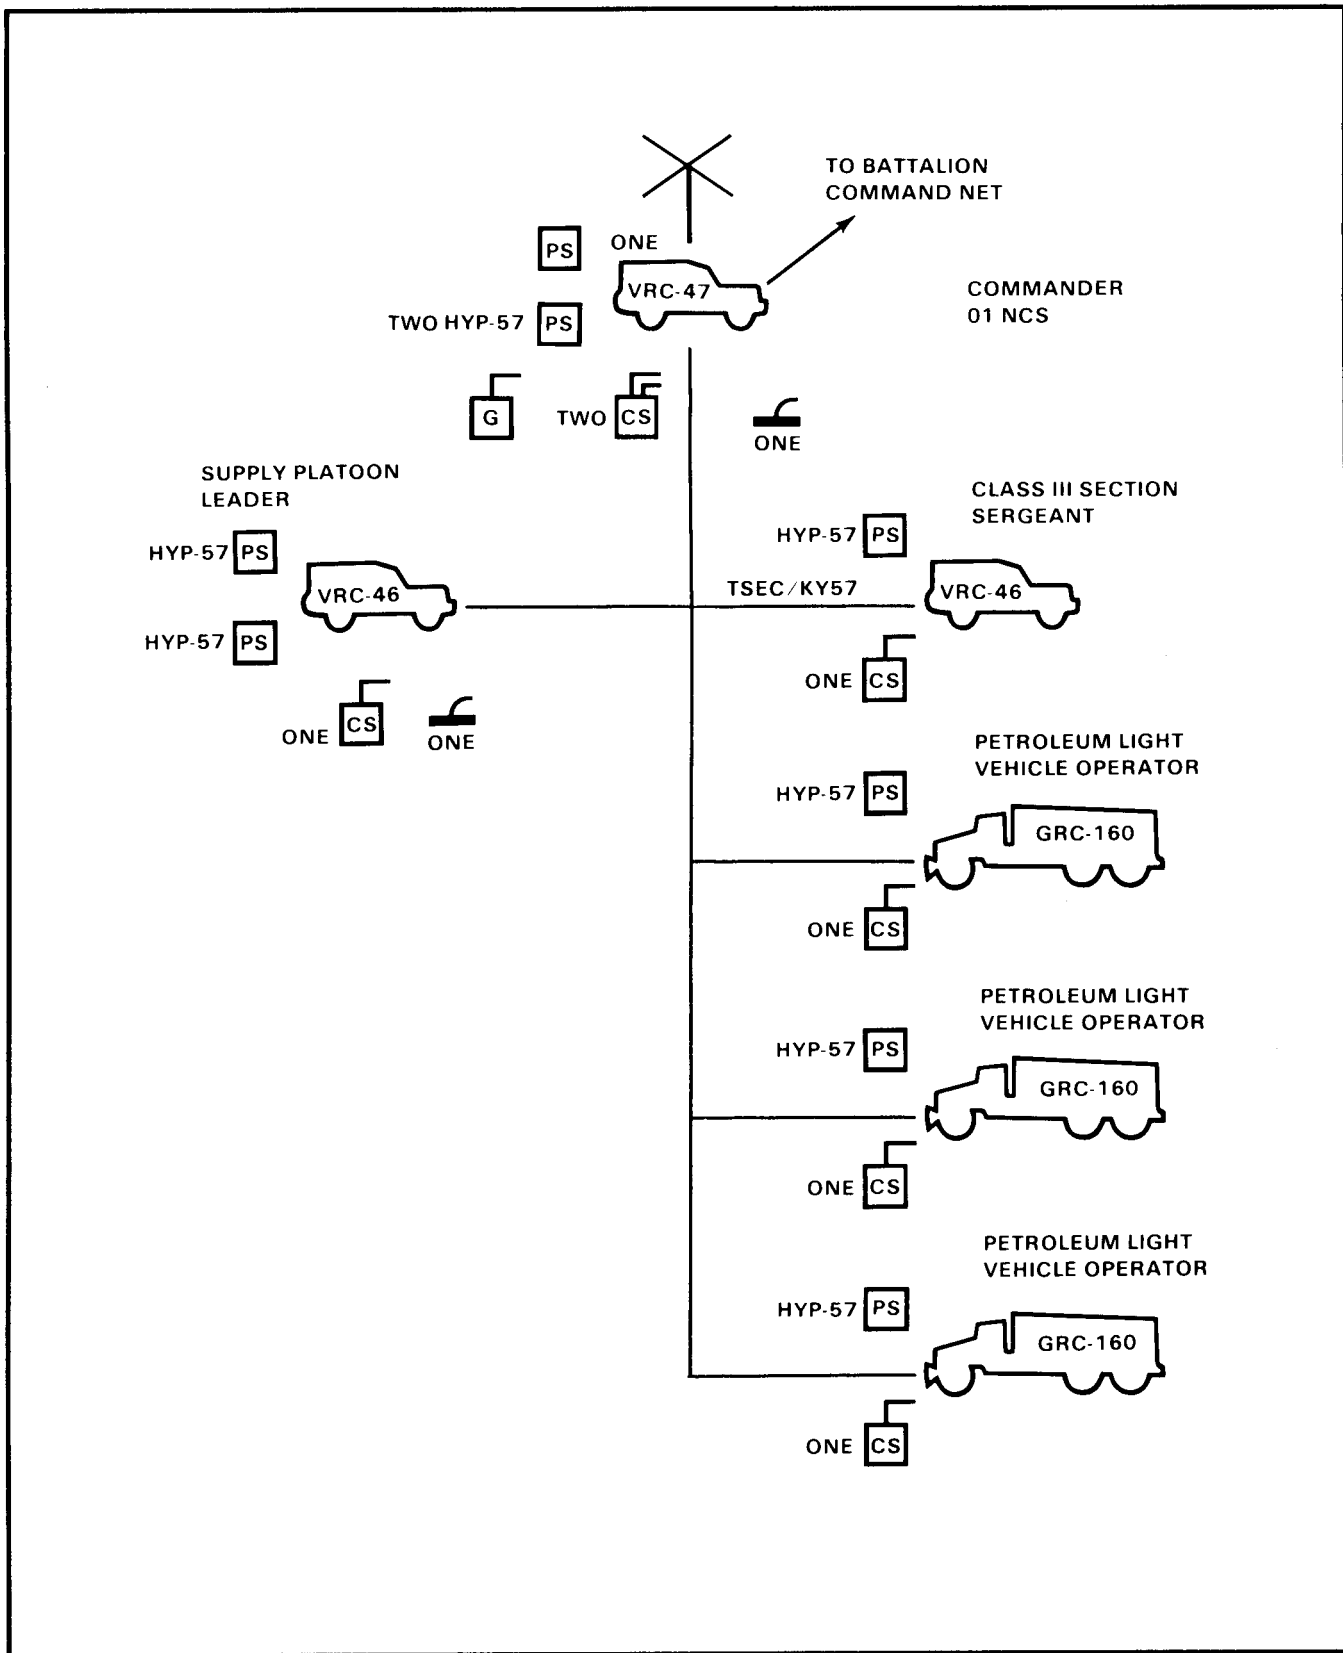 TO BATTALION
COMMAND NET
PS ONE
VRC-47
COMMANDER
01 NCS
TWO HYP-57 PS
G TWO CS
ONE
SUPPLY PLATOON
LEADER
HYP-57 PS
VRC-46
HYP-57 PS
ONE CS
ONE
CLASS III SECTION
SERGEANT
HYP-57 PS
TSEC/KY57
VRC-46
ONE CS
PETROLEUM LIGHT
VEHICLE OPERATOR
HYP-57 PS
GRC-160
ONE CS
PETROLEUM LIGHT
VEHICLE OPERATOR
HYP-57 PS
GRC-160
ONE CS
PETROLEUM LIGHT
VEHICLE OPERATOR
HYP-57 PS
GRC-160
ONE CS